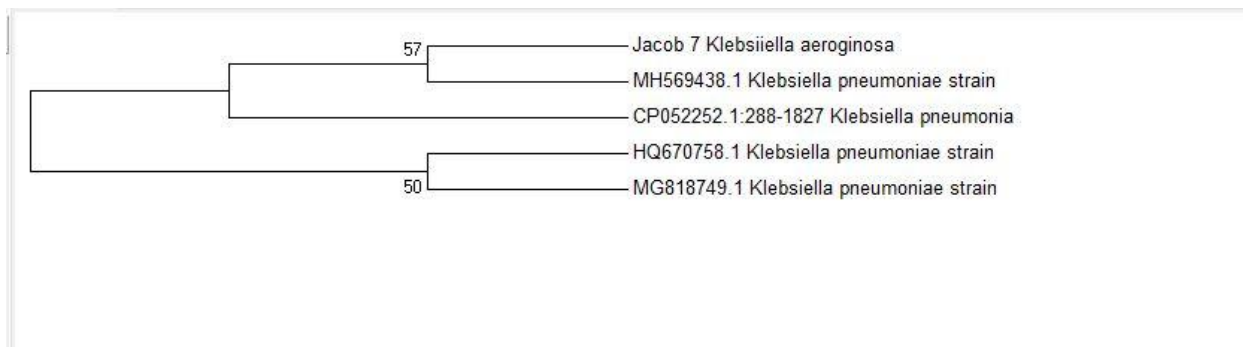 57
Jacob 7 Klebsiiella aeroginosa
MH569438.1 Klebsiella pneumoniae strain
CP052252.1:288-1827 Klebsiella pneumonia
HQ670758.1 Klebsiella pneumoniae strain
50
MG818749.1 Klebsiella pneumoniae strain